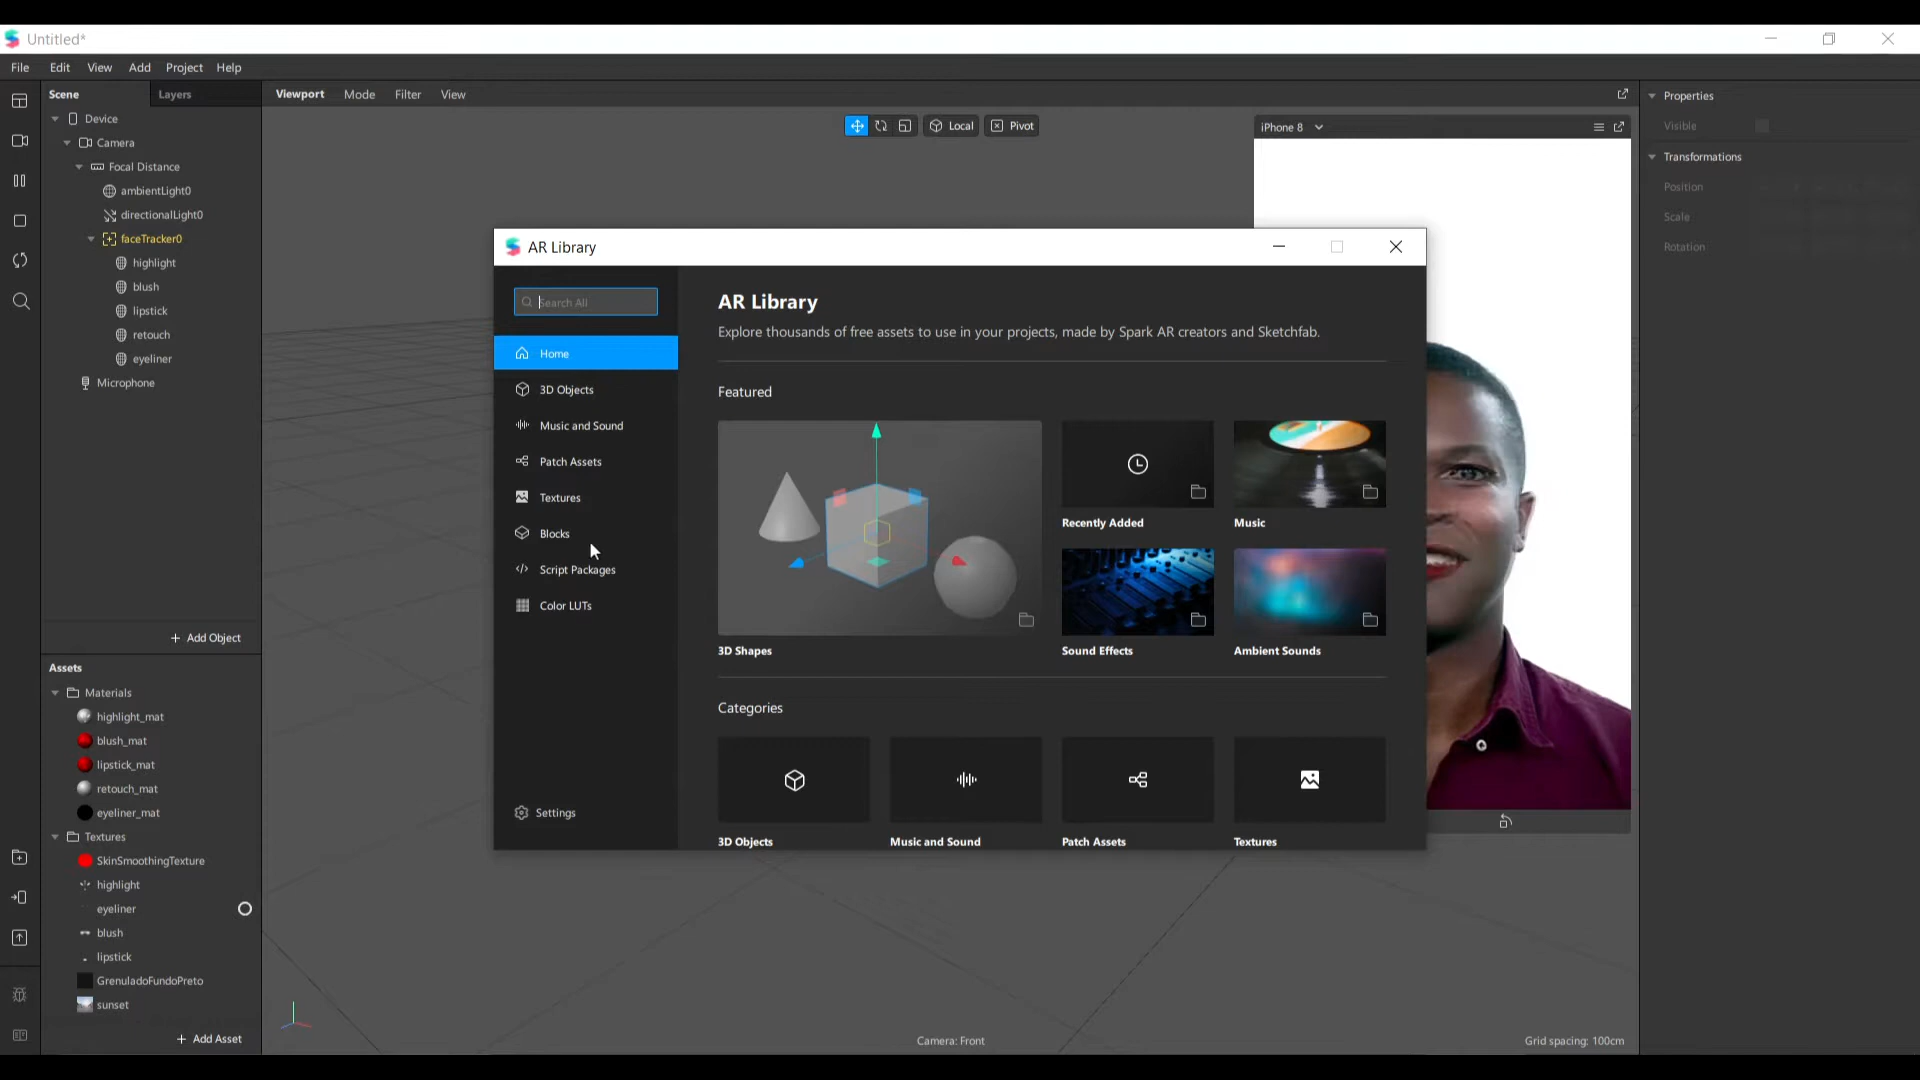 Untitled*
File Edit View Add Project Help
Scene Layers
Device
Camera
Focal Distance
ambientLight0
directionalLight0
faceTracker0
highlight
blush
lipstick
retouch
eyeliner
Microphone
+ Add Object
Assets
Materials
highlight_mat
blush_mat
lipstick_mat
retouch_mat
eyeliner_mat
Textures
SkinSmoothingTexture
highlight
eyeliner
blush
lipstick
GrenuladoFundoPreto
sunset
+ Add Asset
Viewport Mode Filter View
Local Pivot
iPhone 8
AR Library
Search All
Home
3D Objects
Music and Sound
Patch Assets
Textures
Blocks
Script Packages
Color LUTs
Settings
AR Library
Explore thousands of free assets to use in your projects, made by Spark AR creators and Sketchfab.
Featured
3D Shapes
Recently Added
Music
Sound Effects
Ambient Sounds
Categories
3D Objects
Music and Sound
Patch Assets
Textures
Camera: Front
Grid spacing: 100cm
Properties
Visible
Transformations
Position
Scale
Rotation